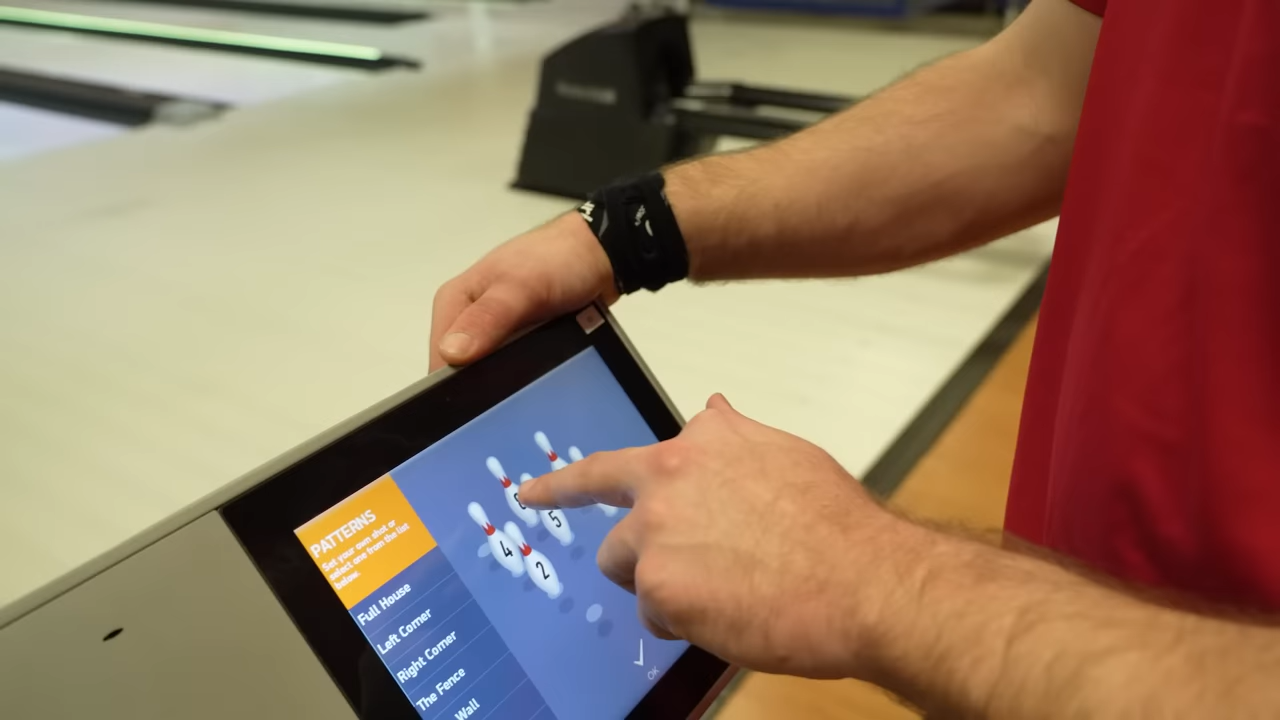 PATTERNS
Set your own shot or
select one from the list
below.
Full House
Left Corner
Right Corner
The Fence
Wall
4
2
5
OK